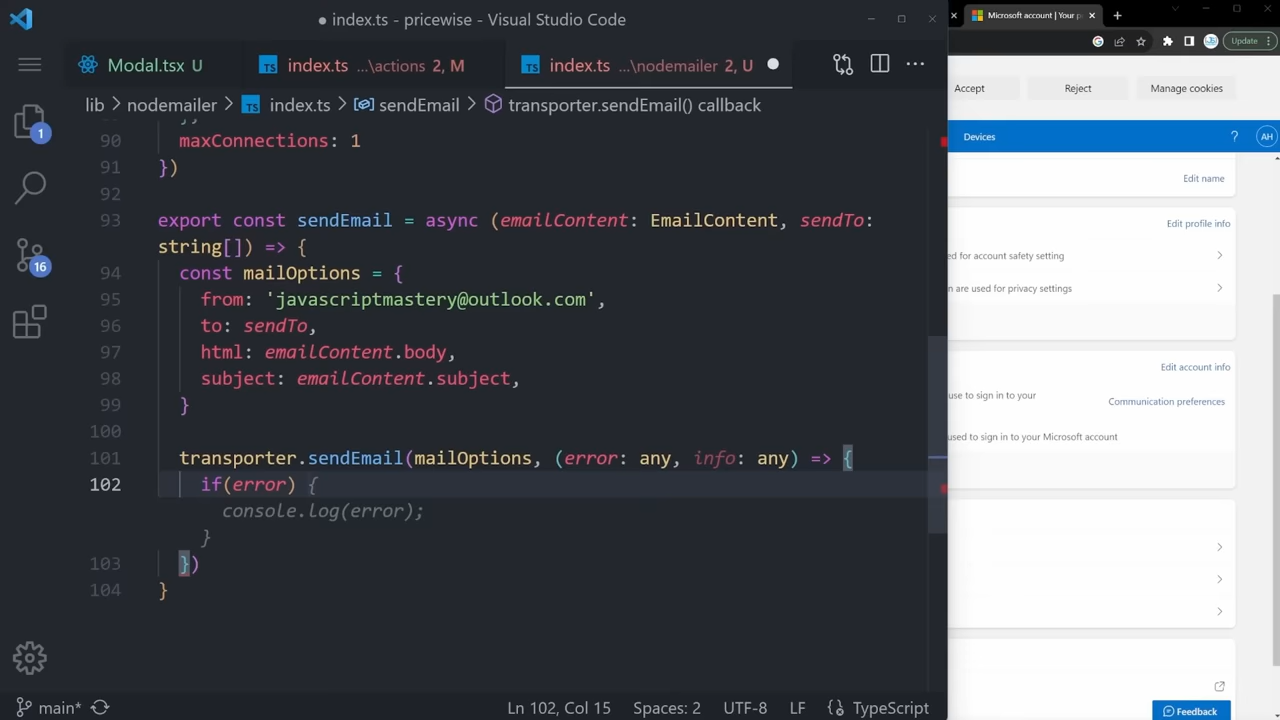 index.ts - pricewise - Visual Studio Code
Modal.tsx U
TS index.ts ...\actions 2, M
TS index.ts ...\nodemailer 2, U
lib > nodemailer > TS index.ts > sendEmail > transporter.sendEmail() callback
90 maxConnections: 1
91 })
92
93 export const sendEmail = async (emailContent: EmailContent, sendTo:
string[]) => {
94 const mailOptions = {
95 from: 'javascriptmastery@outlook.com',
96 to: sendTo,
97 html: emailContent.body,
98 subject: emailContent.subject,
99 }
100
101 transporter.sendEmail(mailOptions, (error: any, info: any) => {
102 if(error) {
console.log(error);
}
103 })
104 }
1
16
main*
Ln 102, Col 15
Spaces: 2
UTF-8
LF
{} TypeScript
Microsoft account | Your p
Update
Accept
Reject
Manage cookies
Devices
?
AH
Edit name
Edit profile info
ed for account safety setting
n are used for privacy settings
Edit account info
use to sign in to your
Communication preferences
used to sign in to your Microsoft account
Feedback